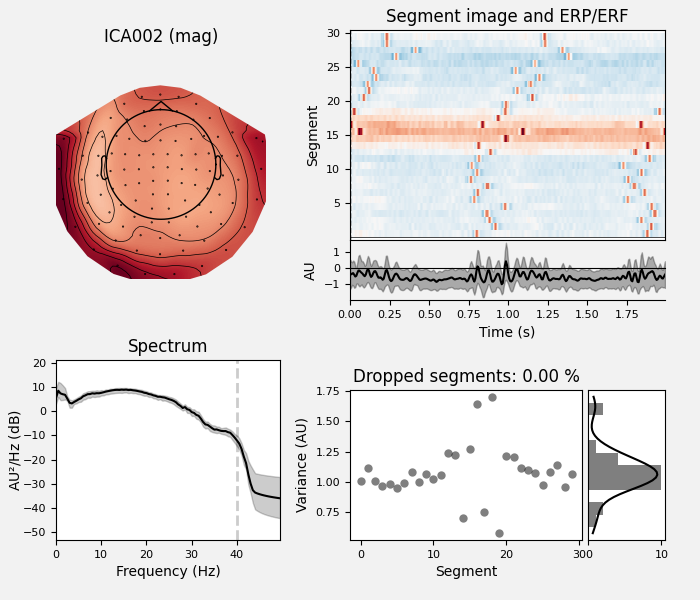 ICA002 (mag)
Segment image and ERP/ERF
30
25
20
15
10
5
Segment
1
0
−1
AU
0.00 0.25 0.50 0.75 1.00 1.25 1.50 1.75
Time (s)
Spectrum
20
10
0
−10
−20
−30
−40
−50
AU²/Hz (dB)
0 10 20 30 40
Frequency (Hz)
Dropped segments: 0.00 %
1.75
1.50
1.25
1.00
0.75
Variance (AU)
0 10 20 30
Segment
0 10